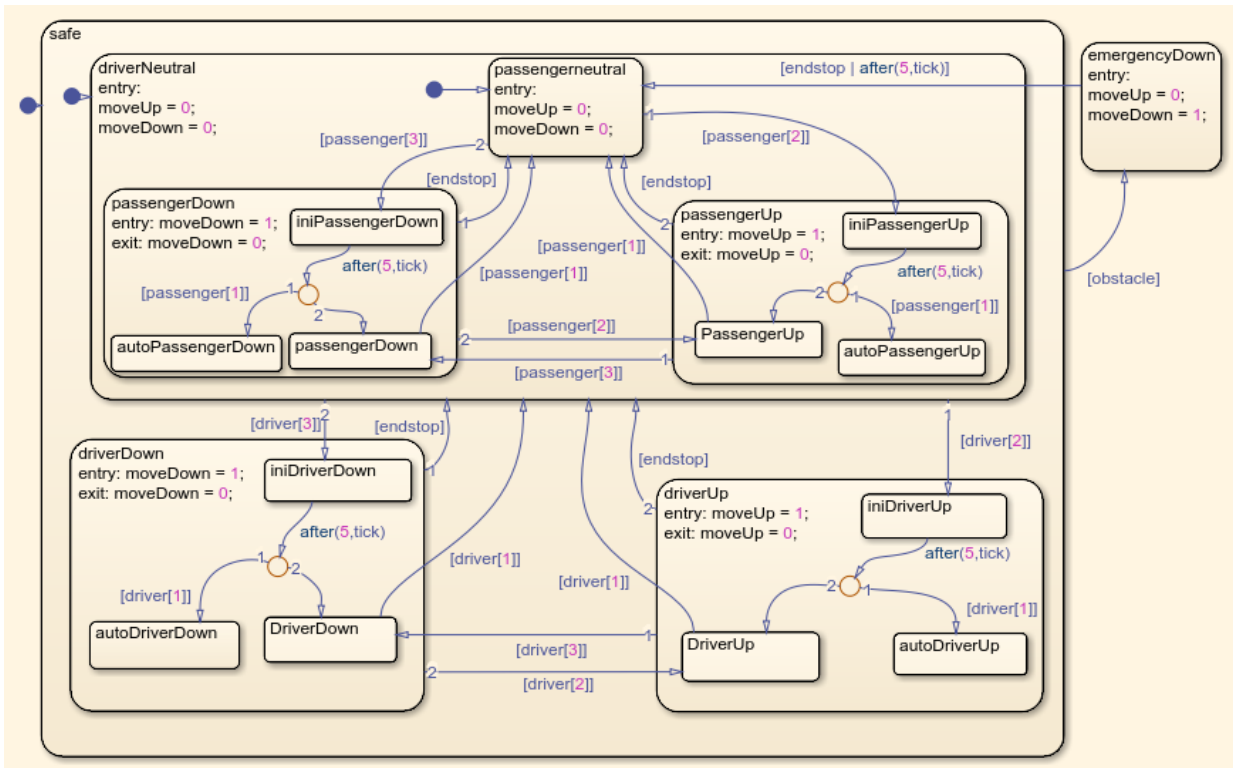 safe
driverNeutral
entry:
moveUp = 0;
moveDown = 0;
passengerneutral
entry:
moveUp = 0;
moveDown = 0;
[endstop | after(5,tick)]
emergencyDown
entry:
moveUp = 0;
moveDown = 1;
[passenger[3]]
2
1
[passenger[2]]
[endstop]
[endstop]
passengerDown
entry: moveDown = 1;
exit: moveDown = 0;
iniPassengerDown
1
after(5,tick)
[passenger[1]]
1
2
autoPassengerDown
passengerDown
[passenger[1]]
[passenger[1]]
2
[passenger[2]]
1
[passenger[3]]
passengerUp
entry: moveUp = 1;
exit: moveUp = 0;
2
iniPassengerUp
after(5,tick)
2
1
[passenger[1]]
PassengerUp
autoPassengerUp
[obstacle]
2
[driver[3]]
[endstop]
1
[driver[2]]
driverDown
entry: moveDown = 1;
exit: moveDown = 0;
iniDriverDown
1
after(5,tick)
1
2
[driver[1]]
autoDriverDown
DriverDown
[driver[1]]
[driver[1]]
[endstop]
2
driverUp
entry: moveUp = 1;
exit: moveUp = 0;
iniDriverUp
after(5,tick)
2
1
[driver[1]]
DriverUp
autoDriverUp
1
[driver[3]]
2
[driver[2]]